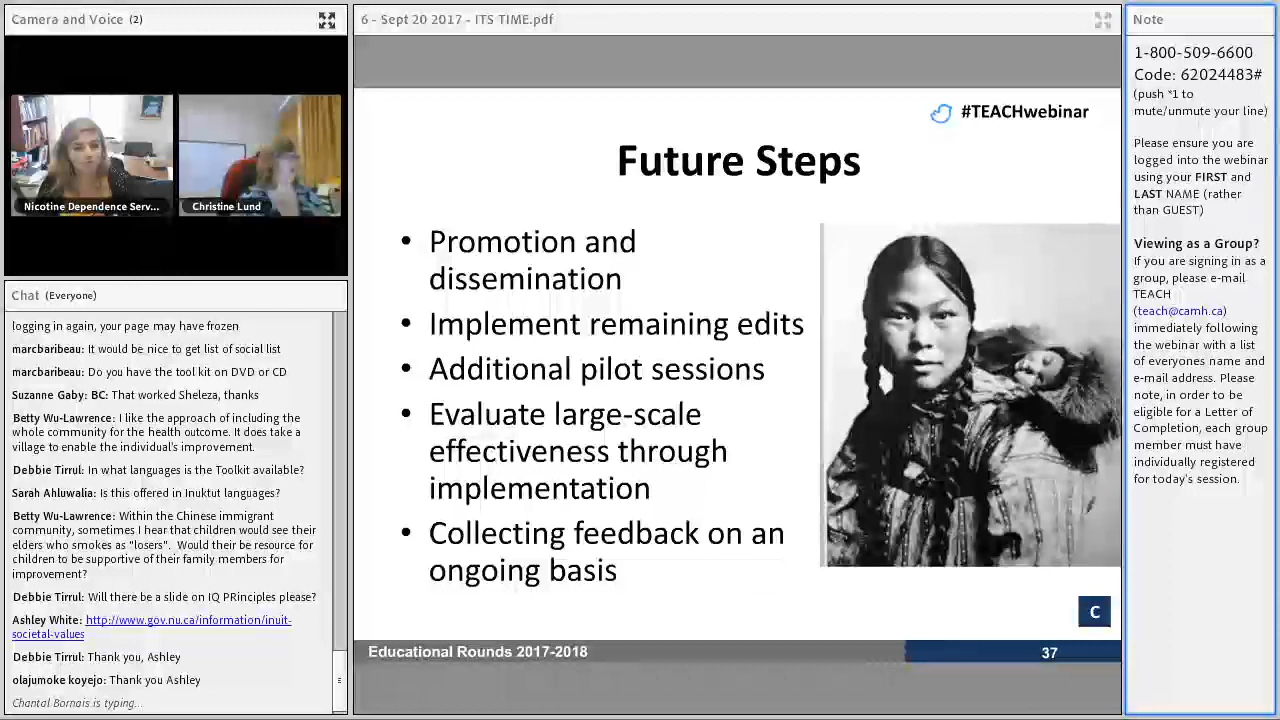 Camera and Voice (2)
Nicotine Dependence Serv...
Christine Lund
Chat (Everyone)
logging in again, your page may have frozen
marcbaribeau: It would be nice to get list of social list
marcbaribeau: Do you have the tool kit on DVD or CD
Suzanne Gaby: BC: That worked Sheleza, thanks
Betty Wu-Lawrence: I like the approach of including the
whole community for the health outcome. It does take a
village to enable the individual's improvement.
Debbie Tirrul: In what languages is the Toolkit available?
Sarah Ahluwalia: Is this offered in Inuktut languages?
Betty Wu-Lawrence: Within the Chinese immigrant
community, sometimes I hear that children would see their
elders who smokes as "losers". Would their be resource for
children to be supportive of their family members for
improvement?
Debbie Tirrul: Will there be a slide on IQ PRinciples please?
Ashley White: http://www.gov.nu.ca/information/inuit-
societal-values
Debbie Tirrul: Thank you, Ashley
olajumoke koyejo: Thank you Ashley
Chantal Bornais is typing...
6 - Sept 20 2017 - ITS TIME.pdf
#TEACHwebinar
Future Steps
• Promotion and
dissemination
• Implement remaining edits
• Additional pilot sessions
• Evaluate large-scale
effectiveness through
implementation
• Collecting feedback on an
ongoing basis
C
Educational Rounds 2017-2018
37
Note
1-800-509-6600
Code: 62024483#
(push *1 to
mute/unmute your line)
Please ensure you are
logged into the webinar
using your FIRST and
LAST NAME (rather
than GUEST)
Viewing as a Group?
If you are signing in as a
group, please e-mail
TEACH
(teach@camh.ca)
immediately following
the webinar with a list
of everyones name and
e-mail address. Please
note, in order to be
eligible for a Letter of
Completion, each group
member must have
individually registered
for today's session.